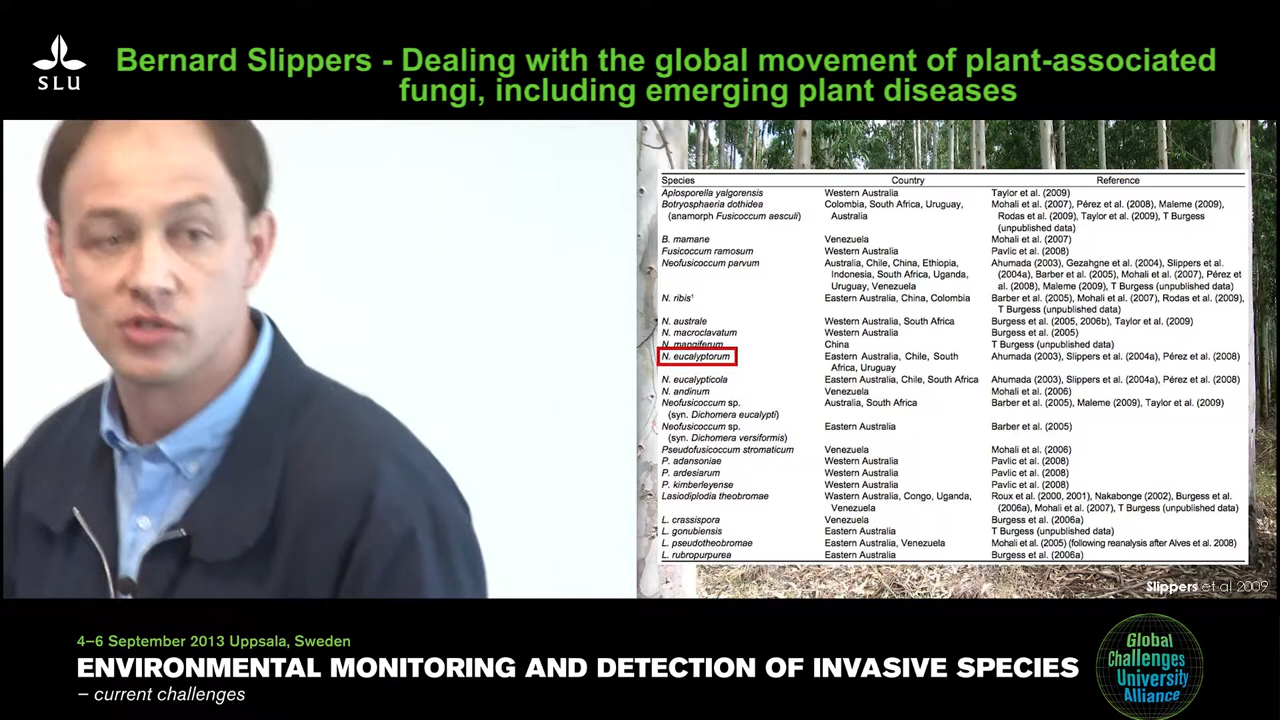 SLU
Bernard Slippers - Dealing with the global movement of plant-associated
fungi, including emerging plant diseases
Species Country Reference
Aplosporella yalgorensis Western Australia Taylor et al. (2009)
Botryosphaeria dothidea Colombia, South Africa, Uruguay, Mohali et al. (2007), Pérez et al. (2008), Maleme (2009),
(anamorph Fusicoccum aesculi) Australia Rodas et al. (2009), Taylor et al. (2009), T Burgess
(unpublished data)
B. mamane Venezuela Mohali et al. (2007)
Fusicoccum ramosum Western Australia Pavlic et al. (2008)
Neofusicoccum parvum Australia, Chile, China, Ethiopia, Ahumada (2003), Gezahgne et al. (2004), Slippers et al.
Indonesia, South Africa, Uganda, (2004a), Barber et al. (2005), Mohali et al. (2007), Pérez et
Uruguay, Venezuela al. (2008), Maleme (2009), T Burgess (unpublished data)
N. ribis¹ Eastern Australia, China, Colombia Barber et al. (2005), Mohali et al. (2007), Rodas et al. (2009),
T Burgess (unpublished data)
N. australe Western Australia, South Africa Burgess et al. (2005, 2006b), Taylor et al. (2009)
N. macroclavatum Western Australia Burgess et al. (2005)
N. mangiferum China T Burgess (unpublished data)
N. eucalyptorum Eastern Australia, Chile, South Ahumada (2003), Slippers et al. (2004a), Pérez et al. (2008)
Africa, Uruguay
N. eucalypticola Eastern Australia, Chile, South Africa Ahumada (2003), Slippers et al. (2004a), Pérez et al. (2008)
N. andinum Venezuela Mohali et al. (2006)
Neofusicoccum sp. Australia, South Africa Barber et al. (2005), Maleme (2009), Taylor et al. (2009)
(syn. Dichomera eucalypti)
Neofusicoccum sp. Eastern Australia Barber et al. (2005)
(syn. Dichomera versiformis)
Pseudofusicoccum stromaticum Venezuela Mohali et al. (2006)
P. adansoniae Western Australia Pavlic et al. (2008)
P. ardesiarum Western Australia Pavlic et al. (2008)
P. kimberleyense Western Australia Pavlic et al. (2008)
Lasiodiplodia theobromae Wastern Australia, Congo, Uganda, Roux et al. (2000, 2001), Nakabonge (2002), Burgess et al.
Venezuela (2006a), Mohali et al. (2007), T Burgess (unpublished data)
L. crassispora Venezuela Burgess et al. (2006a)
L. gonubiensis Eastern Australia T Burgess (unpublished data)
L. pseudotheobromae Eastern Australia, Venezuela Mohali et al. (2005) (following reanalysis after Alves et al. 2008)
L. rubropurpurea Eastern Australia Burgess et al. (2006a)
Slippers et al 2009
4–6 September 2013 Uppsala, Sweden
ENVIRONMENTAL MONITORING AND DETECTION OF INVASIVE SPECIES
– current challenges
Global
Challenges
University
Alliance